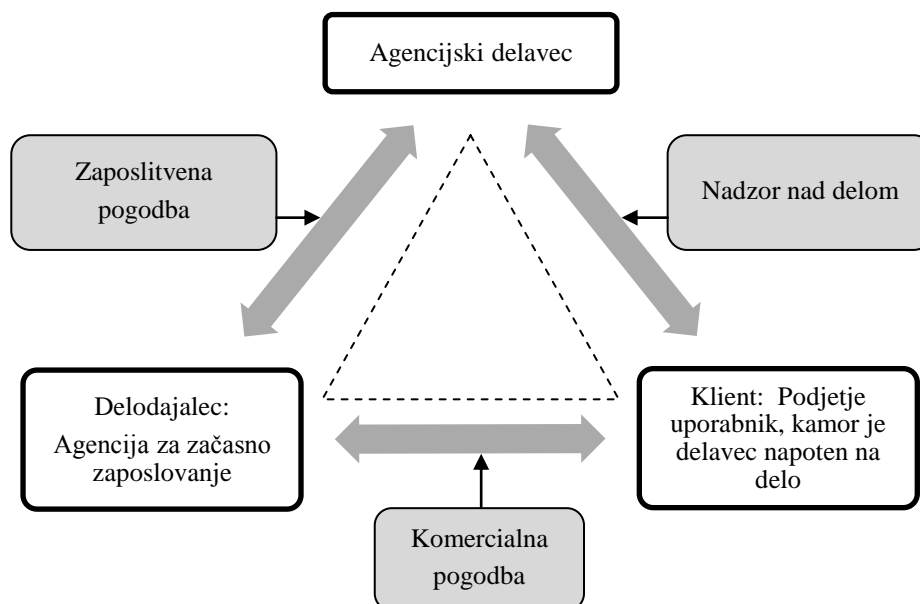 Agencijski delavec
Zaposlitvena
pogodba
Nadzor nad delom
Delodajalec:
Agencija za začasno
zaposlovanje
Klient: Podjetje
uporabnik, kamor je
delavec napoten na
delo
Komercialna
pogodba